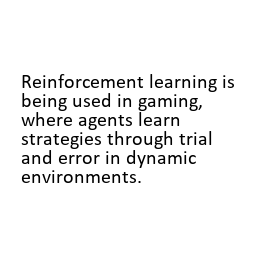 Reinforcement learning is
being used in gaming,
where agents learn
strategies through trial
and error in dynamic
environments.